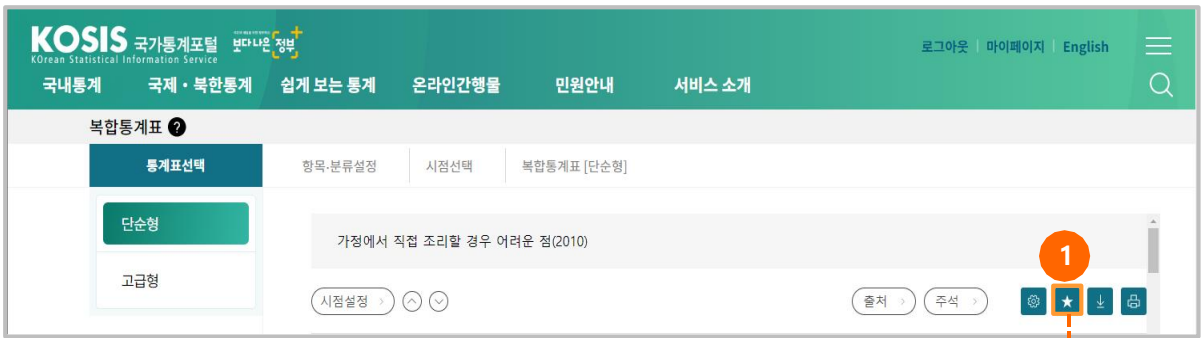 KOSIS 국가통계포털 보다나은 정부
KOrean Statistical Information Service
로그아웃 마이페이지 English
국내통계 국제・북한통계 쉽게 보는 통계 온라인간행물 민원안내 서비스 소개
복합통계표 ?
통계표선택 항목·분류설정 시점선택 복합통계표 [단순형]
단순형
가정에서 직접 조리할 경우 어려운 점(2010)
1
고급형
시점설정 출처 주석